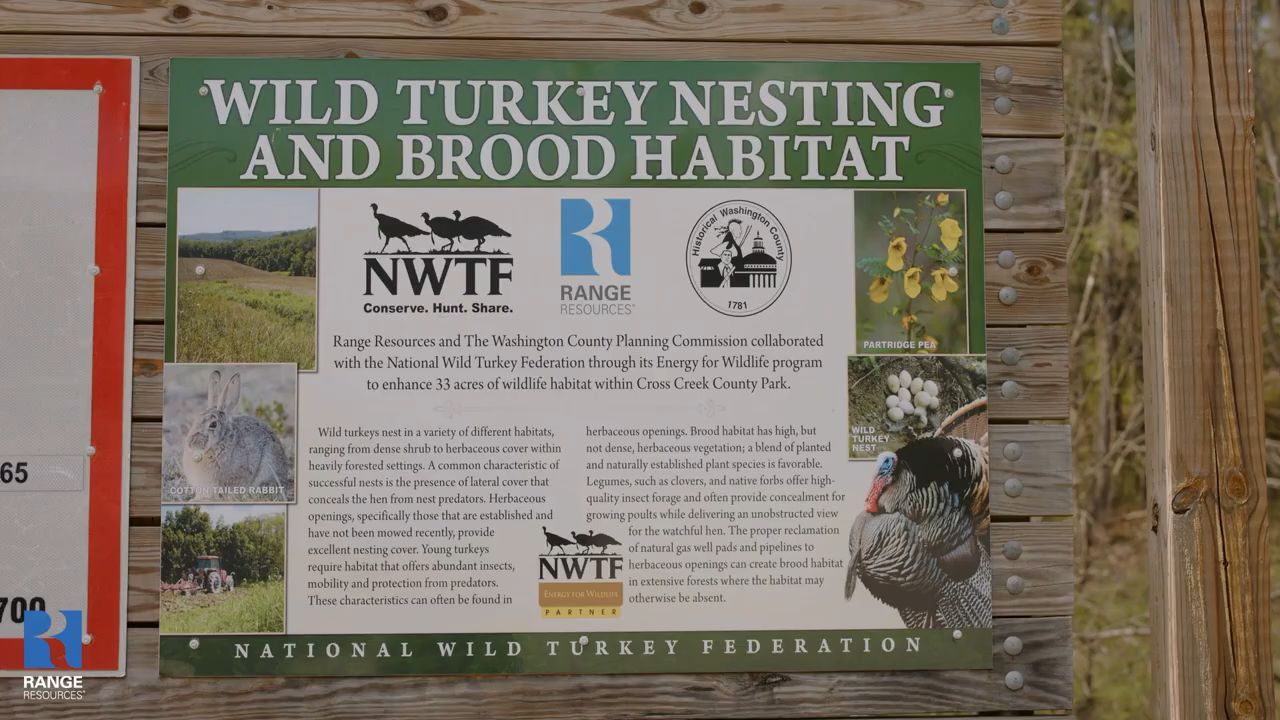 WILD TURKEY NESTING
AND BROOD HABITAT
NWTF
Conserve. Hunt. Share.
RANGE
RESOURCES
Historical Washington County
1781
PARTRIDGE PEA
Range Resources and The Washington County Planning Commission collaborated
with the National Wild Turkey Federation through its Energy for Wildlife program
to enhance 33 acres of wildlife habitat within Cross Creek County Park.
Wild turkeys nest in a variety of different habitats,
ranging from dense shrub to herbaceous cover within
heavily forested settings. A common characteristic of
successful nests is the presence of lateral cover that
conceals the hen from nest predators. Herbaceous
openings, specifically those that are established and
have not been mowed recently, provide
excellent nesting cover. Young turkeys
require habitat that offers abundant insects,
mobility and protection from predators.
These characteristics can often be found in
herbaceous openings. Brood habitat has high, but
not dense, herbaceous vegetation; a blend of planted
and naturally established plant species is favorable.
Legumes, such as clovers, and native forbs offer high-
quality insect forage and often provide concealment for
growing poults while delivering an unobstructed view
for the watchful hen. The proper reclamation
of natural gas well pads and pipelines to
herbaceous openings can create brood habitat
in extensive forests where the habitat may
otherwise be absent.
WILD
TURKEY
NEST
COTTON TAILED RABBIT
NWTF
ENERGY FOR WILDLIFE
PARTNER
NATIONAL WILD TURKEY FEDERATION
65
700
RANGE
RESOURCES